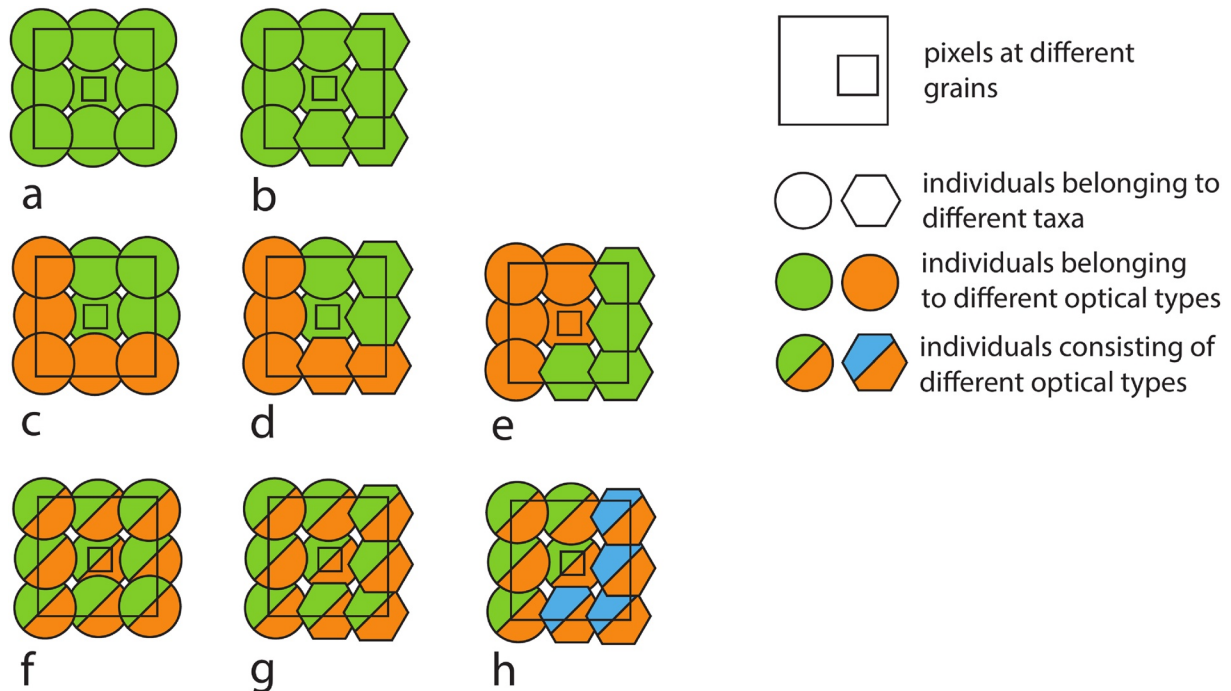 a
b
c
d
e
f
g
h
pixels at different
grains
individuals belonging to
different taxa
individuals belonging
to different optical types
individuals consisting of
different optical types